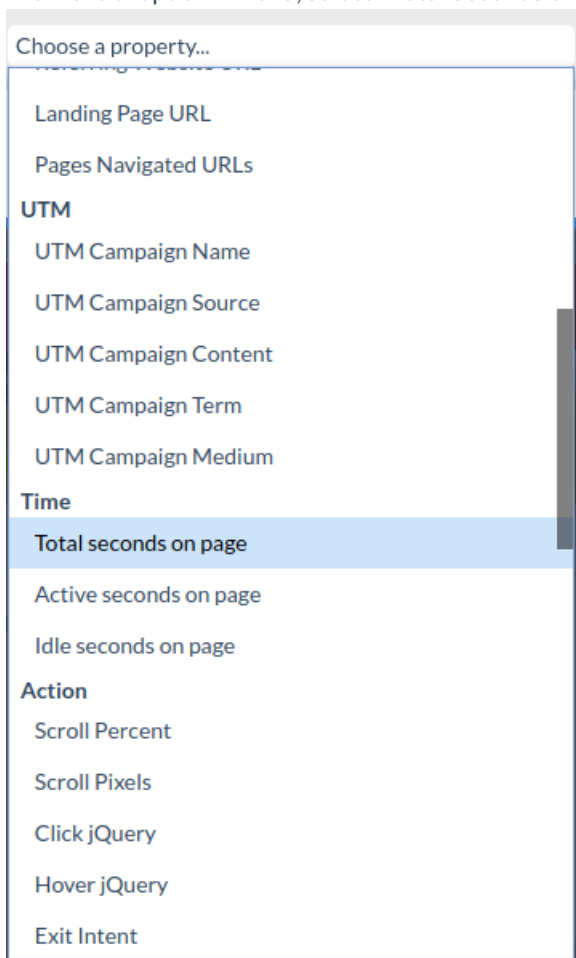 Choose a property...
Landing Page URL
Pages Navigated URLs
UTM
UTM Campaign Name
UTM Campaign Source
UTM Campaign Content
UTM Campaign Term
UTM Campaign Medium
Time
Total seconds on page
Active seconds on page
Idle seconds on page
Action
Scroll Percent
Scroll Pixels
Click jQuery
Hover jQuery
Exit Intent